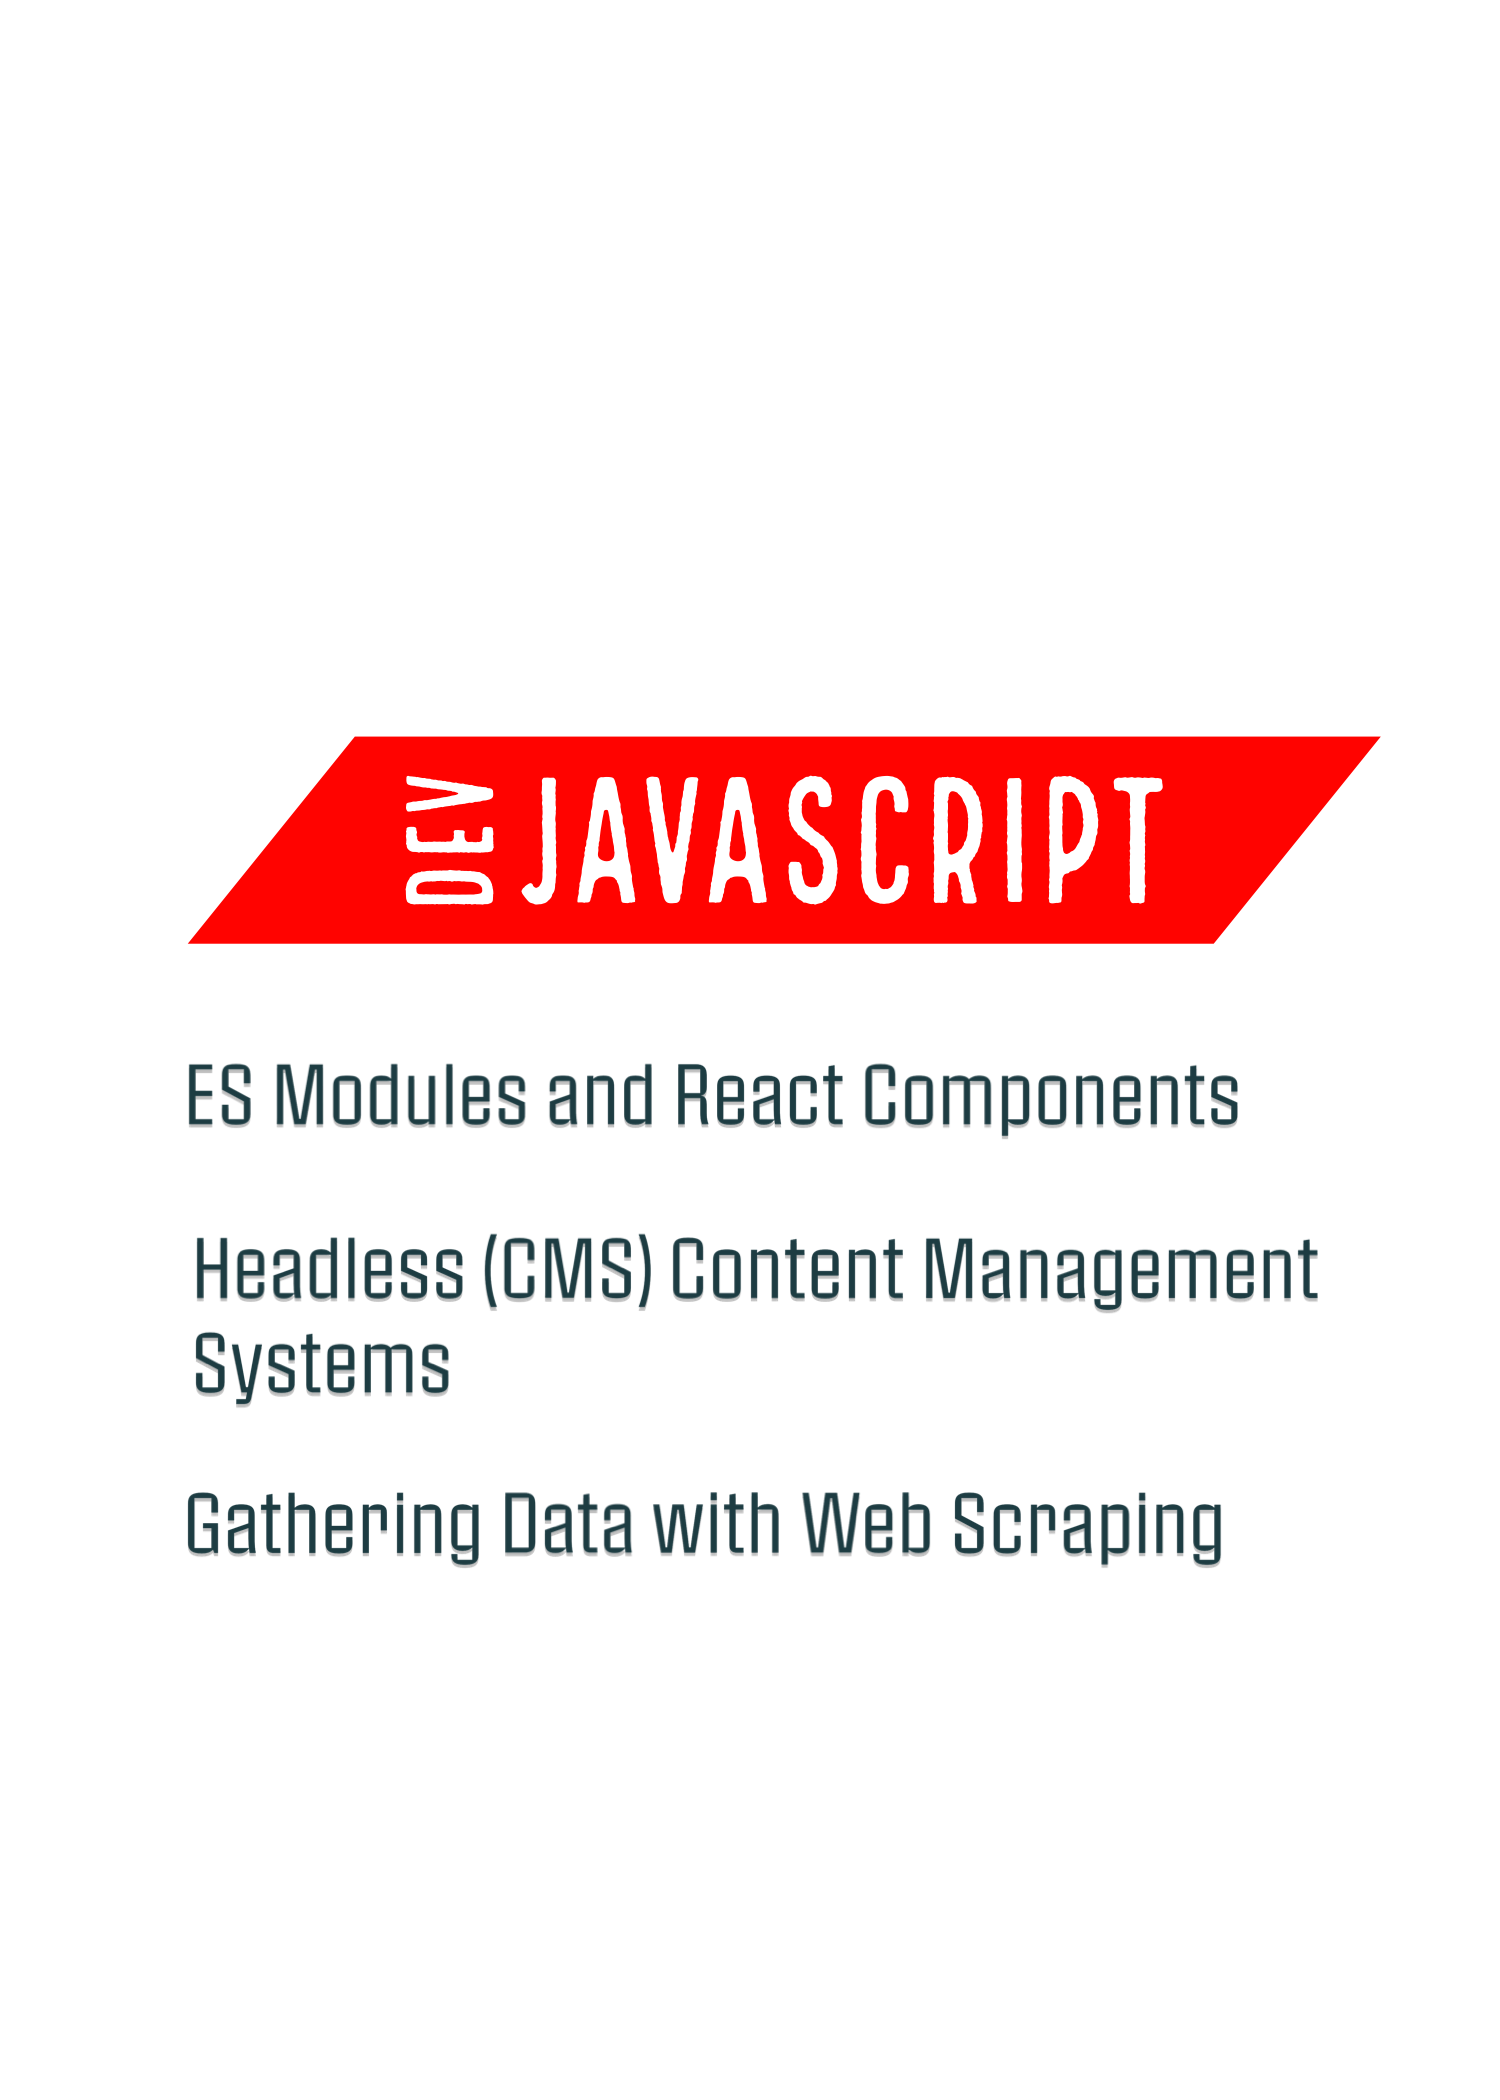 DEV JAVASCRIPT
ES Modules and React Components
Headless (CMS) Content Management
Systems
Gathering Data with Web Scraping